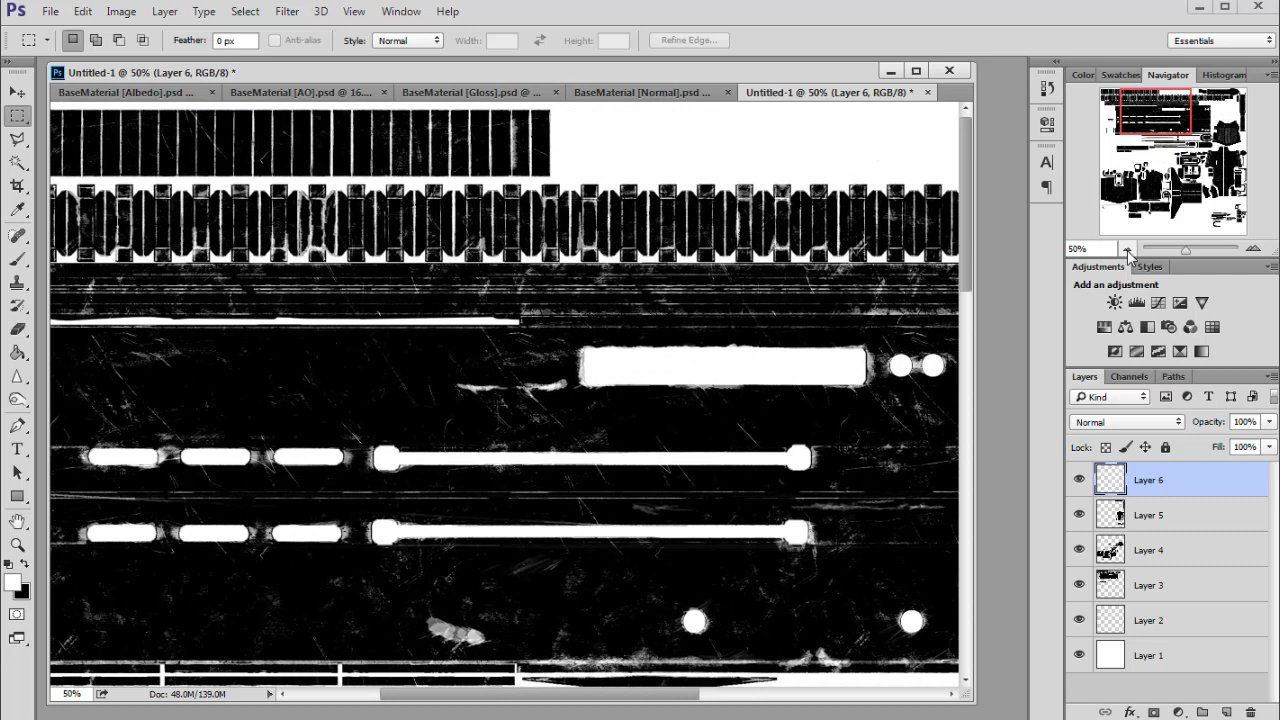 Ps File Edit Image Layer Type Select Filter 3D View Window Help
Feather: 0 px Anti-alias Style: Normal Width: Height: Refine Edge... Essentials
Ps Untitled-1 @ 50% (Layer 6, RGB/8) *
BaseMaterial [Albedo].psd ... × BaseMaterial [AO].psd @ 16.... × BaseMaterial [Gloss].psd @ ... × BaseMaterial [Normal].psd ... × Untitled-1 @ 50% (Layer 6, RGB/8) * ×
Color Swatches Navigator Histogram
50%
Adjustments Styles
Add an adjustment
Layers Channels Paths
Kind
Normal Opacity: 100%
Lock: Fill: 100%
Layer 6
Layer 5
Layer 4
Layer 3
Layer 2
Layer 1
50% Doc: 48.0M/139.0M
fx